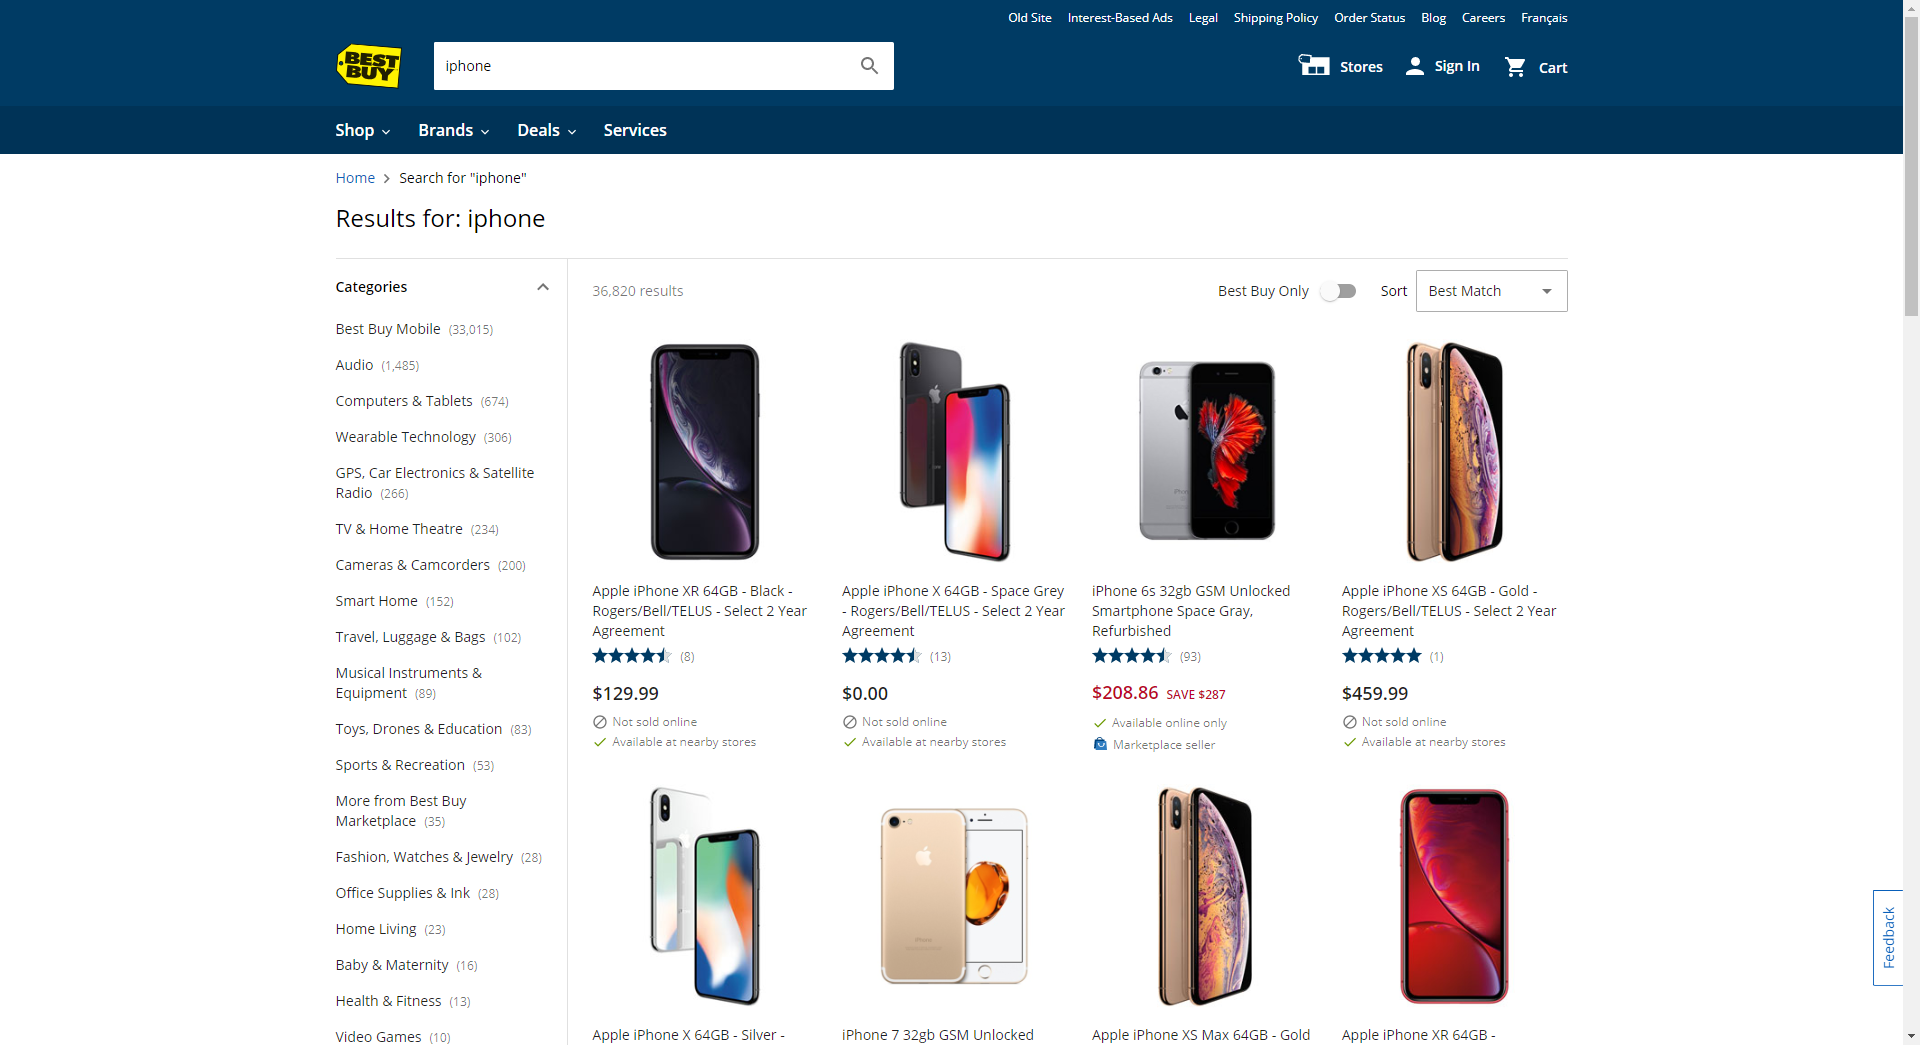 Old Site Interest-Based Ads Legal Shipping Policy Order Status Blog Careers Français
BEST BUY
iphone
Stores Sign In Cart
Shop Brands Deals Services
Home > Search for "iphone"
Results for: iphone
Categories
Best Buy Mobile (33,015)
Audio (1,485)
Computers & Tablets (674)
Wearable Technology (306)
GPS, Car Electronics & Satellite
Radio (266)
TV & Home Theatre (234)
Cameras & Camcorders (200)
Smart Home (152)
Travel, Luggage & Bags (102)
Musical Instruments &
Equipment (89)
Toys, Drones & Education (83)
Sports & Recreation (53)
More from Best Buy
Marketplace (35)
Fashion, Watches & Jewelry (28)
Office Supplies & Ink (28)
Home Living (23)
Baby & Maternity (16)
Health & Fitness (13)
Video Games (10)
36,820 results
Best Buy Only Sort Best Match
Apple iPhone XR 64GB - Black -
Rogers/Bell/TELUS - Select 2 Year
Agreement
(8)
$129.99
Not sold online
Available at nearby stores
Apple iPhone X 64GB - Space Grey
- Rogers/Bell/TELUS - Select 2 Year
Agreement
(13)
$0.00
Not sold online
Available at nearby stores
iPhone 6s 32gb GSM Unlocked
Smartphone Space Gray,
Refurbished
(93)
$208.86 SAVE $287
Available online only
Marketplace seller
Apple iPhone XS 64GB - Gold -
Rogers/Bell/TELUS - Select 2 Year
Agreement
(1)
$459.99
Not sold online
Available at nearby stores
Apple iPhone X 64GB - Silver -
iPhone 7 32gb GSM Unlocked
Apple iPhone XS Max 64GB - Gold
Apple iPhone XR 64GB -
Feedback